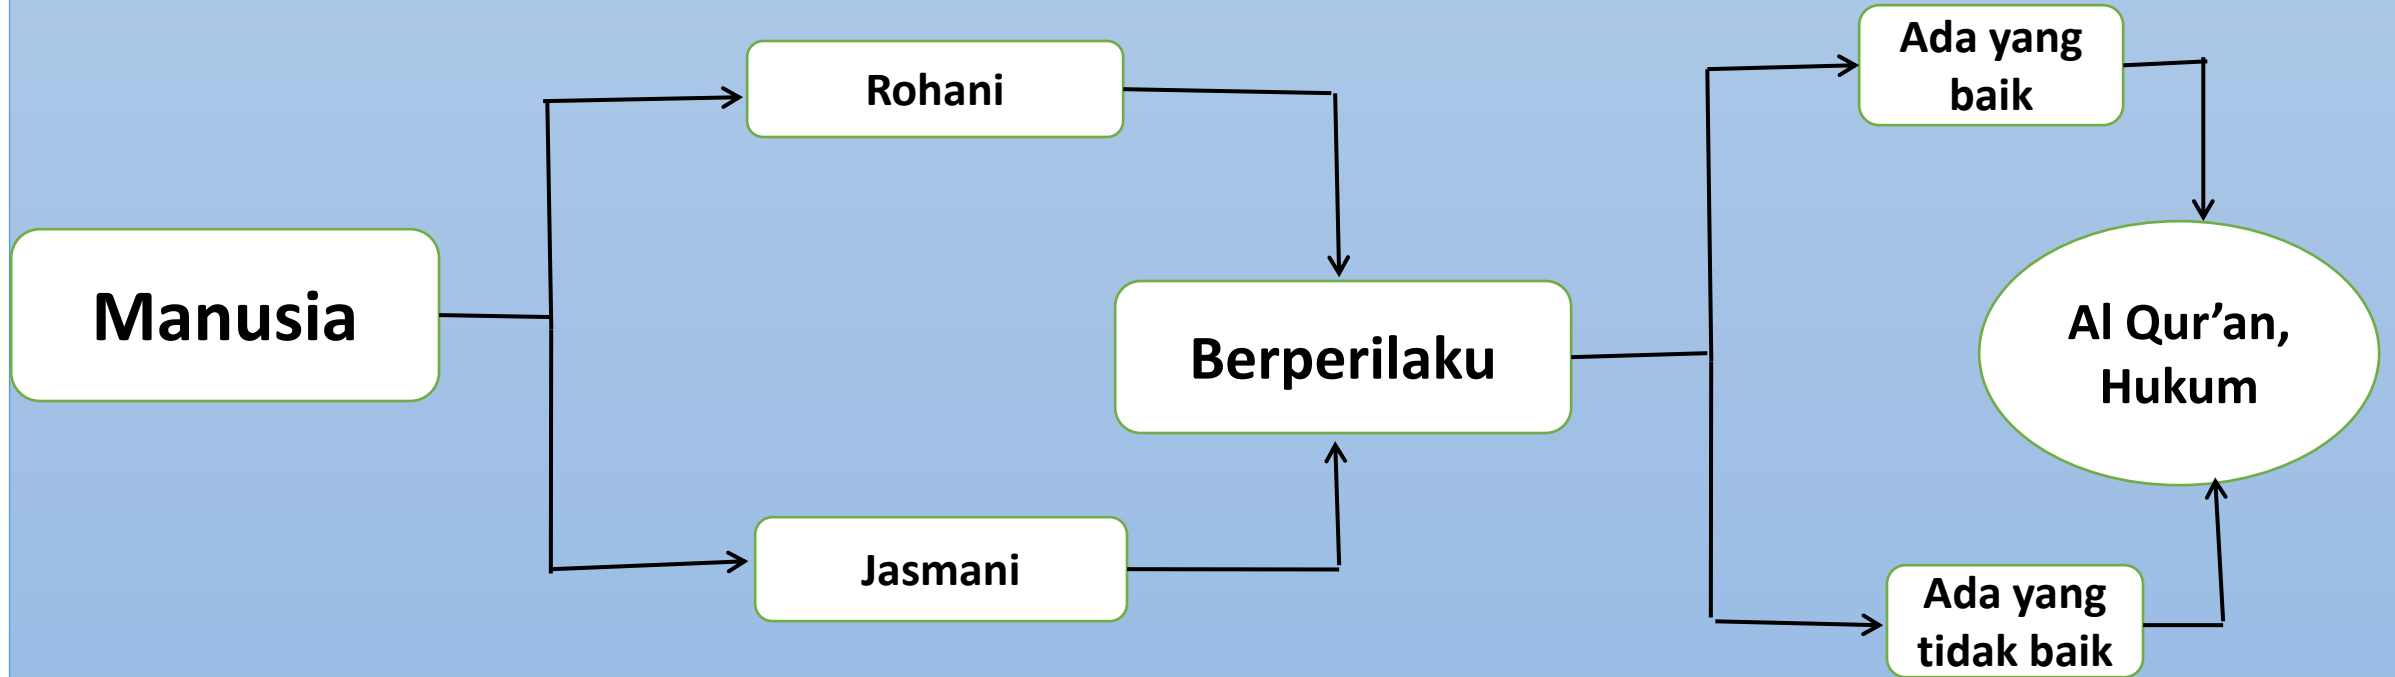 Manusia
Rohani
Jasmani
Berperilaku
Ada yang
baik
Ada yang
tidak baik
Al Qur’an,
Hukum